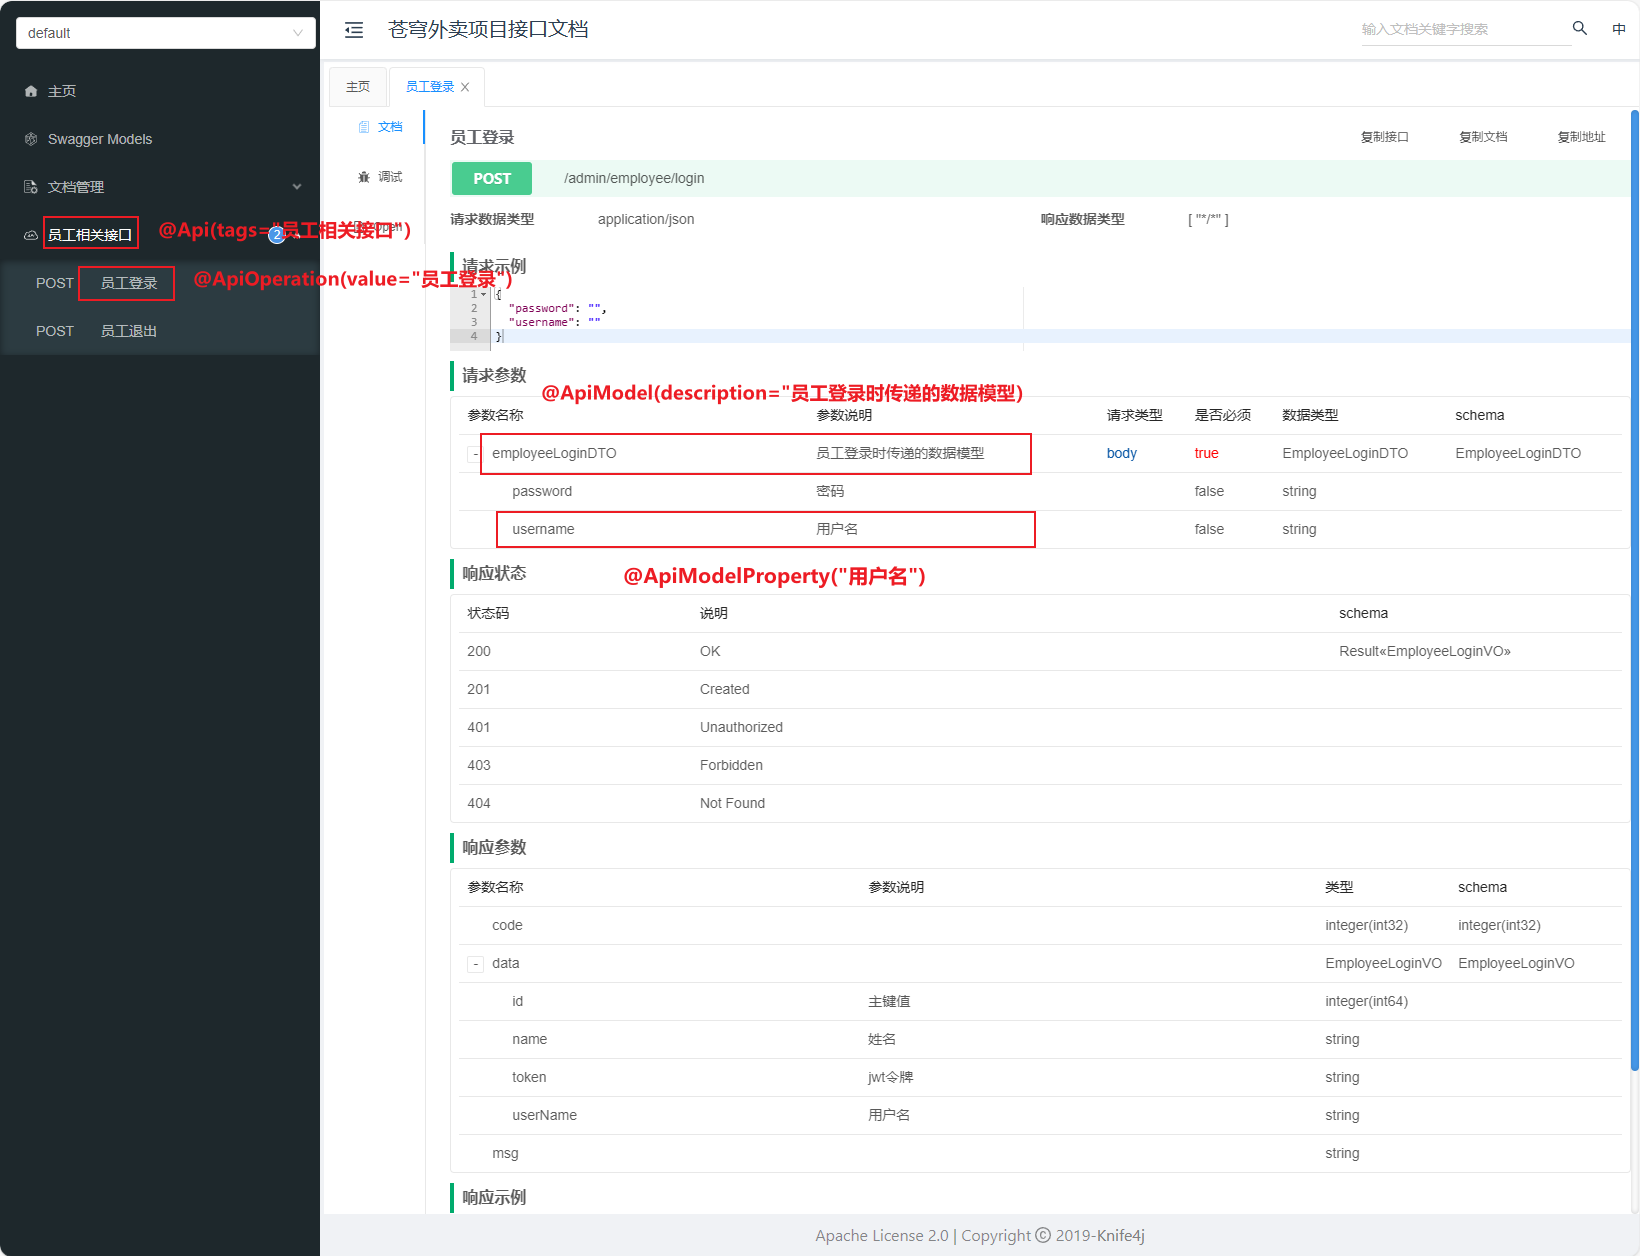 default
苍穹外卖项目接口文档
输入文档关键字搜索
中
主页
Swagger Models
文档管理
员工相关接口
2
@Api(tags="员工相关接口")
POST 员工登录
@ApiOperation(value="员工登录")
POST 员工退出
主页
员工登录
文档
调试
员工登录
复制接口 复制文档 复制地址
POST /admin/employee/login
请求数据类型 application/json 响应数据类型 [ "*/*" ]
请求示例
1 {
2 "password": "",
3 "username": ""
4 }
请求参数
@ApiModel(description="员工登录时传递的数据模型)
参数名称 参数说明 请求类型 是否必须 数据类型 schema
- employeeLoginDTO 员工登录时传递的数据模型 body true EmployeeLoginDTO EmployeeLoginDTO
password 密码 false string
username 用户名 false string
响应状态
@ApiModelProperty("用户名")
状态码 说明 schema
200 OK Result«EmployeeLoginVO»
201 Created
401 Unauthorized
403 Forbidden
404 Not Found
响应参数
参数名称 参数说明 类型 schema
code integer(int32) integer(int32)
- data EmployeeLoginVO EmployeeLoginVO
id 主键值 integer(int64)
name 姓名 string
token jwt令牌 string
userName 用户名 string
msg string
响应示例
Apache License 2.0 | Copyright © 2019-Knife4j